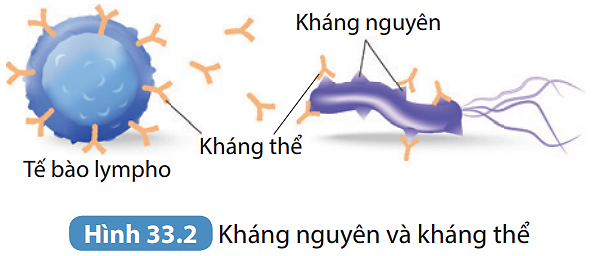 Kháng nguyên
Kháng thể
Tế bào lympho
Hình 33.2 Kháng nguyên và kháng thể